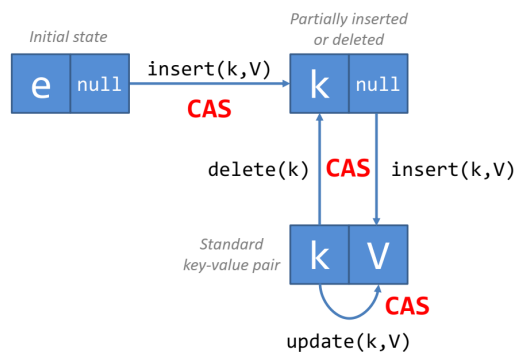 Initial state
Partially inserted
or deleted
e null
insert(k,V)
CAS
k null
delete(k)
CAS
insert(k,V)
Standard
key-value pair
k V
CAS
update(k,V)